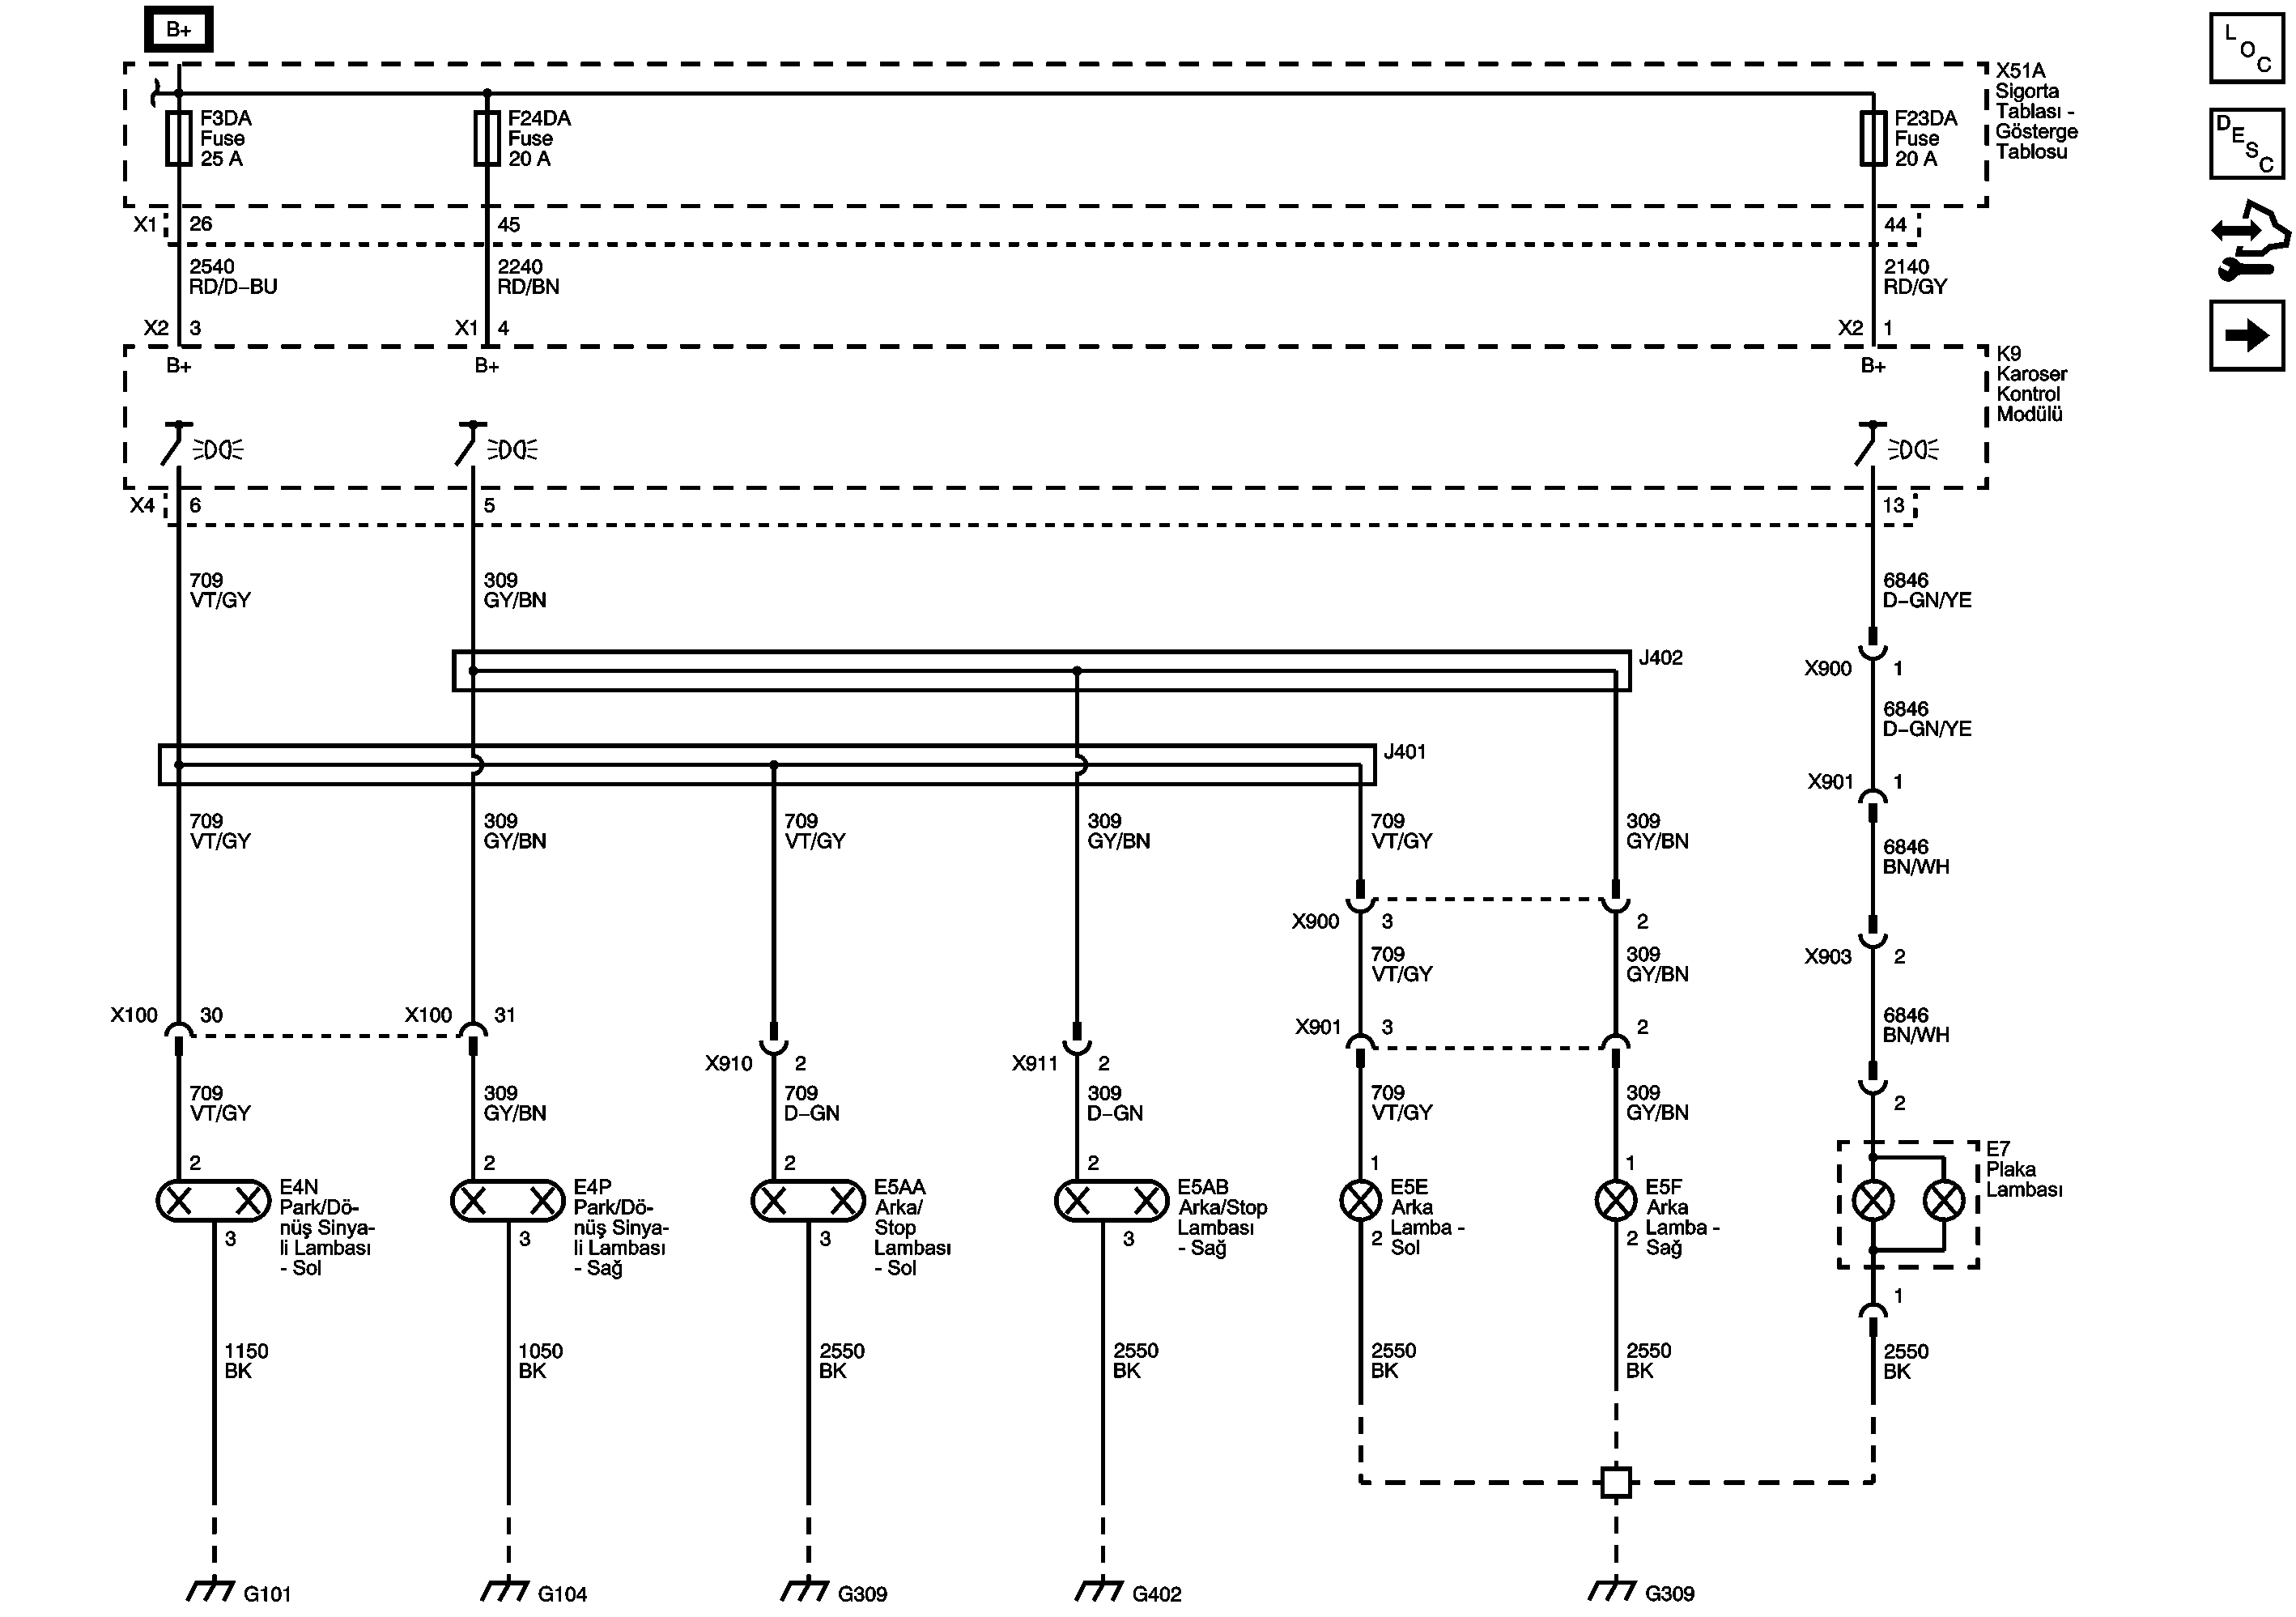 B+
L
O
C
X51A
Sigorta
Tablası -
Gösterge
Tablosu
F3DA
Fuse
25 A
F24DA
Fuse
20 A
F23DA
Fuse
20 A
D
E
S
C
X1
26
45
44
2540
RD/D-BU
2240
RD/BN
2140
RD/GY
X2
3
X1
4
X2
1
B+
B+
B+
K9
Karoser
Kontrol
Modülü
X4
6
5
13
709
VT/GY
309
GY/BN
6846
D-GN/YE
J402
X900
1
6846
D-GN/YE
J401
X901
1
709
VT/GY
309
GY/BN
709
VT/GY
309
GY/BN
709
VT/GY
309
GY/BN
6846
BN/WH
X900
3
2
X903
2
709
VT/GY
309
GY/BN
X100
30
X100
31
X901
3
2
6846
BN/WH
X910
2
X911
2
709
VT/GY
309
GY/BN
709
D-GN
309
D-GN
709
VT/GY
309
GY/BN
2
2
2
2
2
1
1
E7
Plaka
Lambası
E4N
Park/Dö-
nüş Sinya-
li Lambası
- Sol
E4P
Park/Dö-
nüş Sinya-
li Lambası
- Sağ
E5AA
Arka/
Stop
Lambası
- Sol
E5AB
Arka/Stop
Lambası
- Sağ
E5E
Arka
Lamba -
Sol
E5F
Arka
Lamba -
Sağ
3
3
3
3
2
2
1
1150
BK
1050
BK
2550
BK
2550
BK
2550
BK
2550
BK
2550
BK
G101
G104
G309
G402
G309